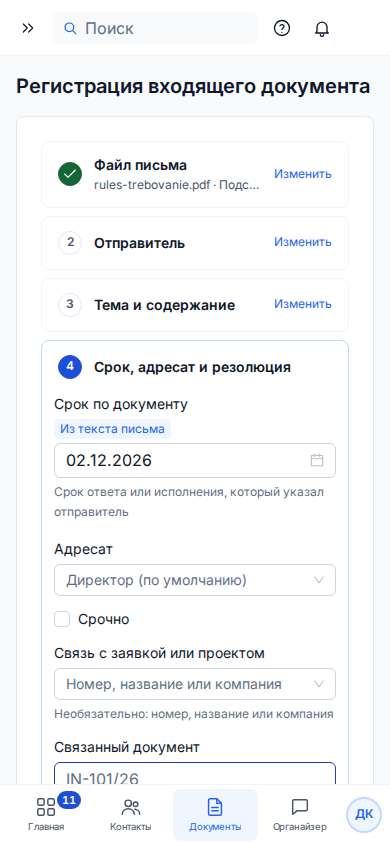 Поиск
Регистрация входящего документа
Файл письма
rules-trebovanie.pdf · Подс...
Изменить
2
Отправитель
Изменить
3
Тема и содержание
Изменить
4
Срок, адресат и резолюция
Срок по документу
Из текста письма
02.12.2026
Срок ответа или исполнения, который указал
отправитель
Адресат
Директор (по умолчанию)
Срочно
Связь с заявкой или проектом
Номер, название или компания
Необязательно: номер, название или компания
Связанный документ
IN-101/26
11
Главная
Контакты
Документы
Органайзер
ДК